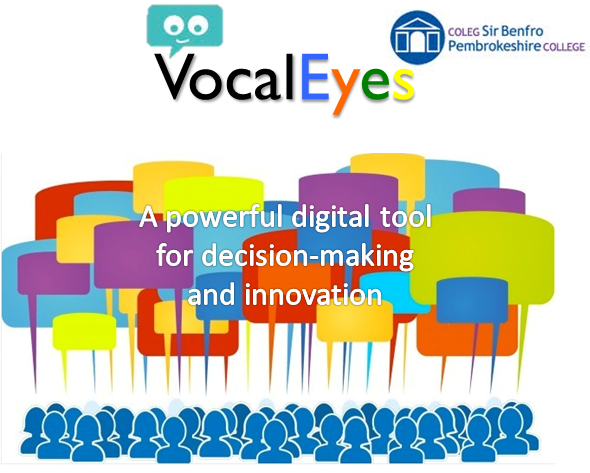 COLEG Sir Benfro
Pembrokeshire COLLEGE
VocalEyes
A powerful digital tool
for decision-making
and innovation